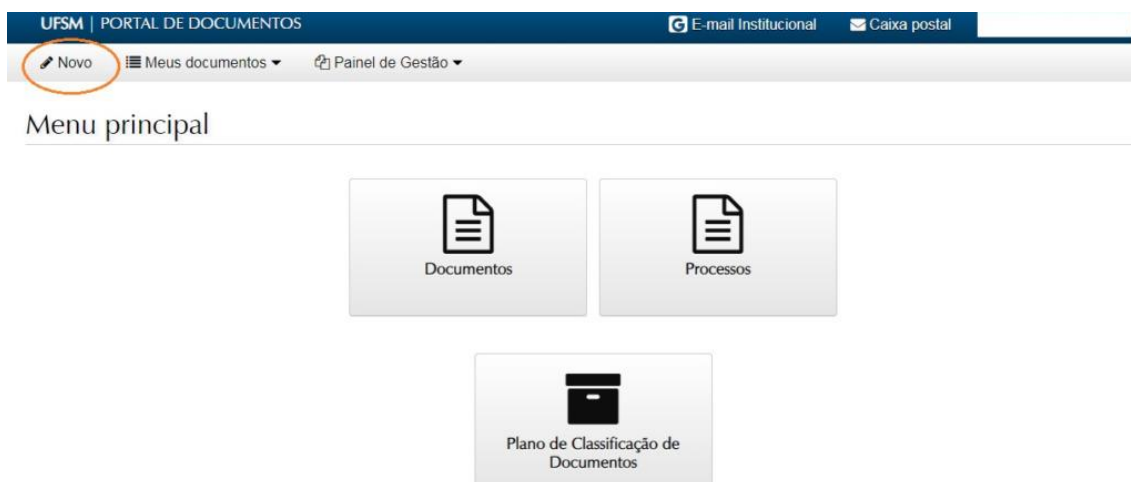 UFSM | PORTAL DE DOCUMENTOS E-mail Institucional Caixa postal
Novo Meus documentos Painel de Gestão
Menu principal
Documentos Processos
Plano de Classificação de
Documentos